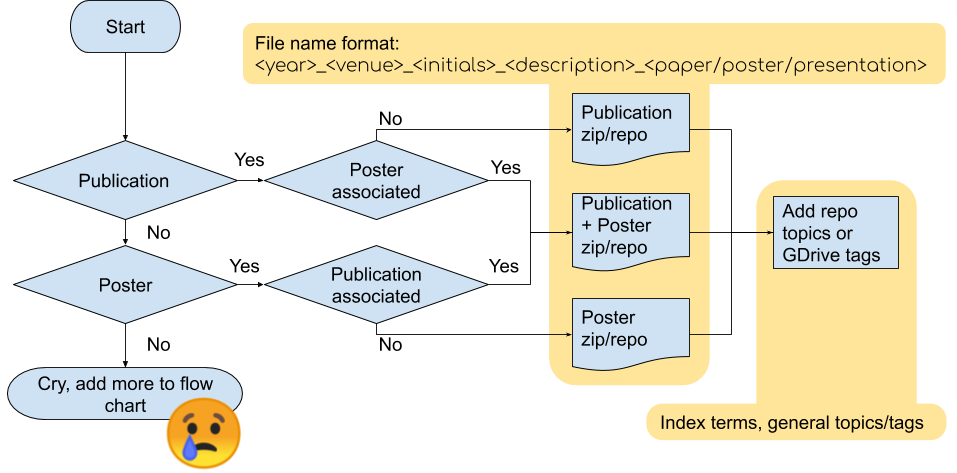 Start
File name format:
<year>_<venue>_<initials>_<description>_<paper/poster/presentation>
No
Publication
zip/repo
Yes
Yes
Publication
Poster
associated
Publication
+ Poster
zip/repo
Add repo
topics or
GDrive tags
No
Yes
Yes
Poster
Publication
associated
Poster
zip/repo
No
No
Cry, add more to flow
chart
Index terms, general topics/tags